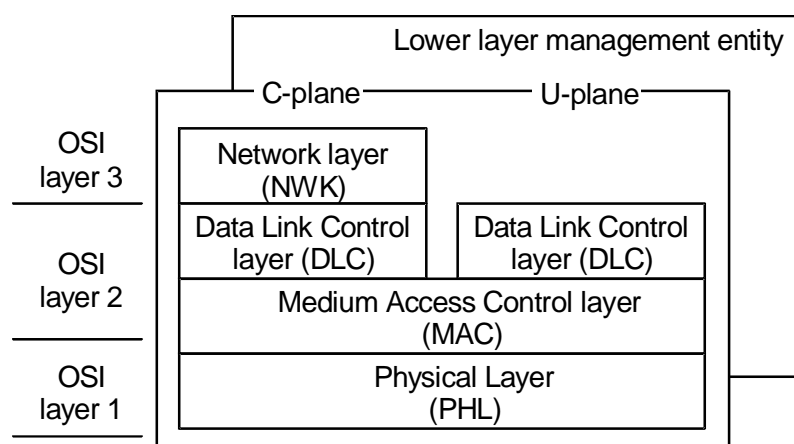 Lower layer management entity
C-plane
U-plane
OSI
layer 3
Network layer
(NWK)
OSI
layer 2
Data Link Control
layer (DLC)
Data Link Control
layer (DLC)
Medium Access Control layer
(MAC)
OSI
layer 1
Physical Layer
(PHL)